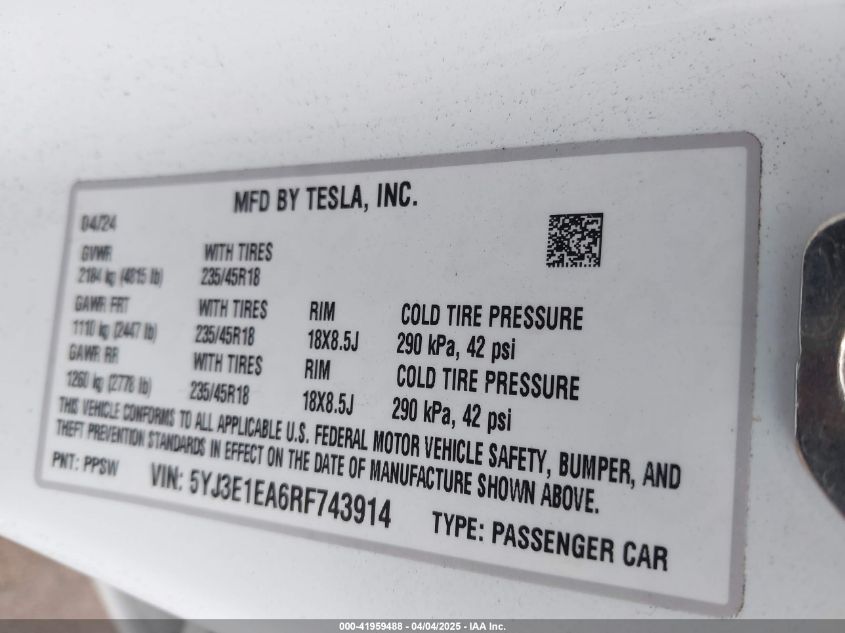 MFD BY TESLA, INC.
04/24
GVWR WITH TIRES
2184 kg (4815 lb) 235/45R18
GAWR FRT WITH TIRES RIM COLD TIRE PRESSURE
1110 kg (2447 lb) 235/45R18 18X8.5J 290 kPa, 42 psi
GAWR RR WITH TIRES RIM COLD TIRE PRESSURE
1260 kg (2778 lb) 235/45R18 18X8.5J 290 kPa, 42 psi
THIS VEHICLE CONFORMS TO ALL APPLICABLE U.S. FEDERAL MOTOR VEHICLE SAFETY, BUMPER, AND
THEFT PREVENTION STANDARDS IN EFFECT ON THE DATE OF MANUFACTURE SHOWN ABOVE.
PNT: PPSW VIN: 5YJ3E1EA6RF743914 TYPE: PASSENGER CAR
000-41959488 - 04/04/2025 - IAA Inc.